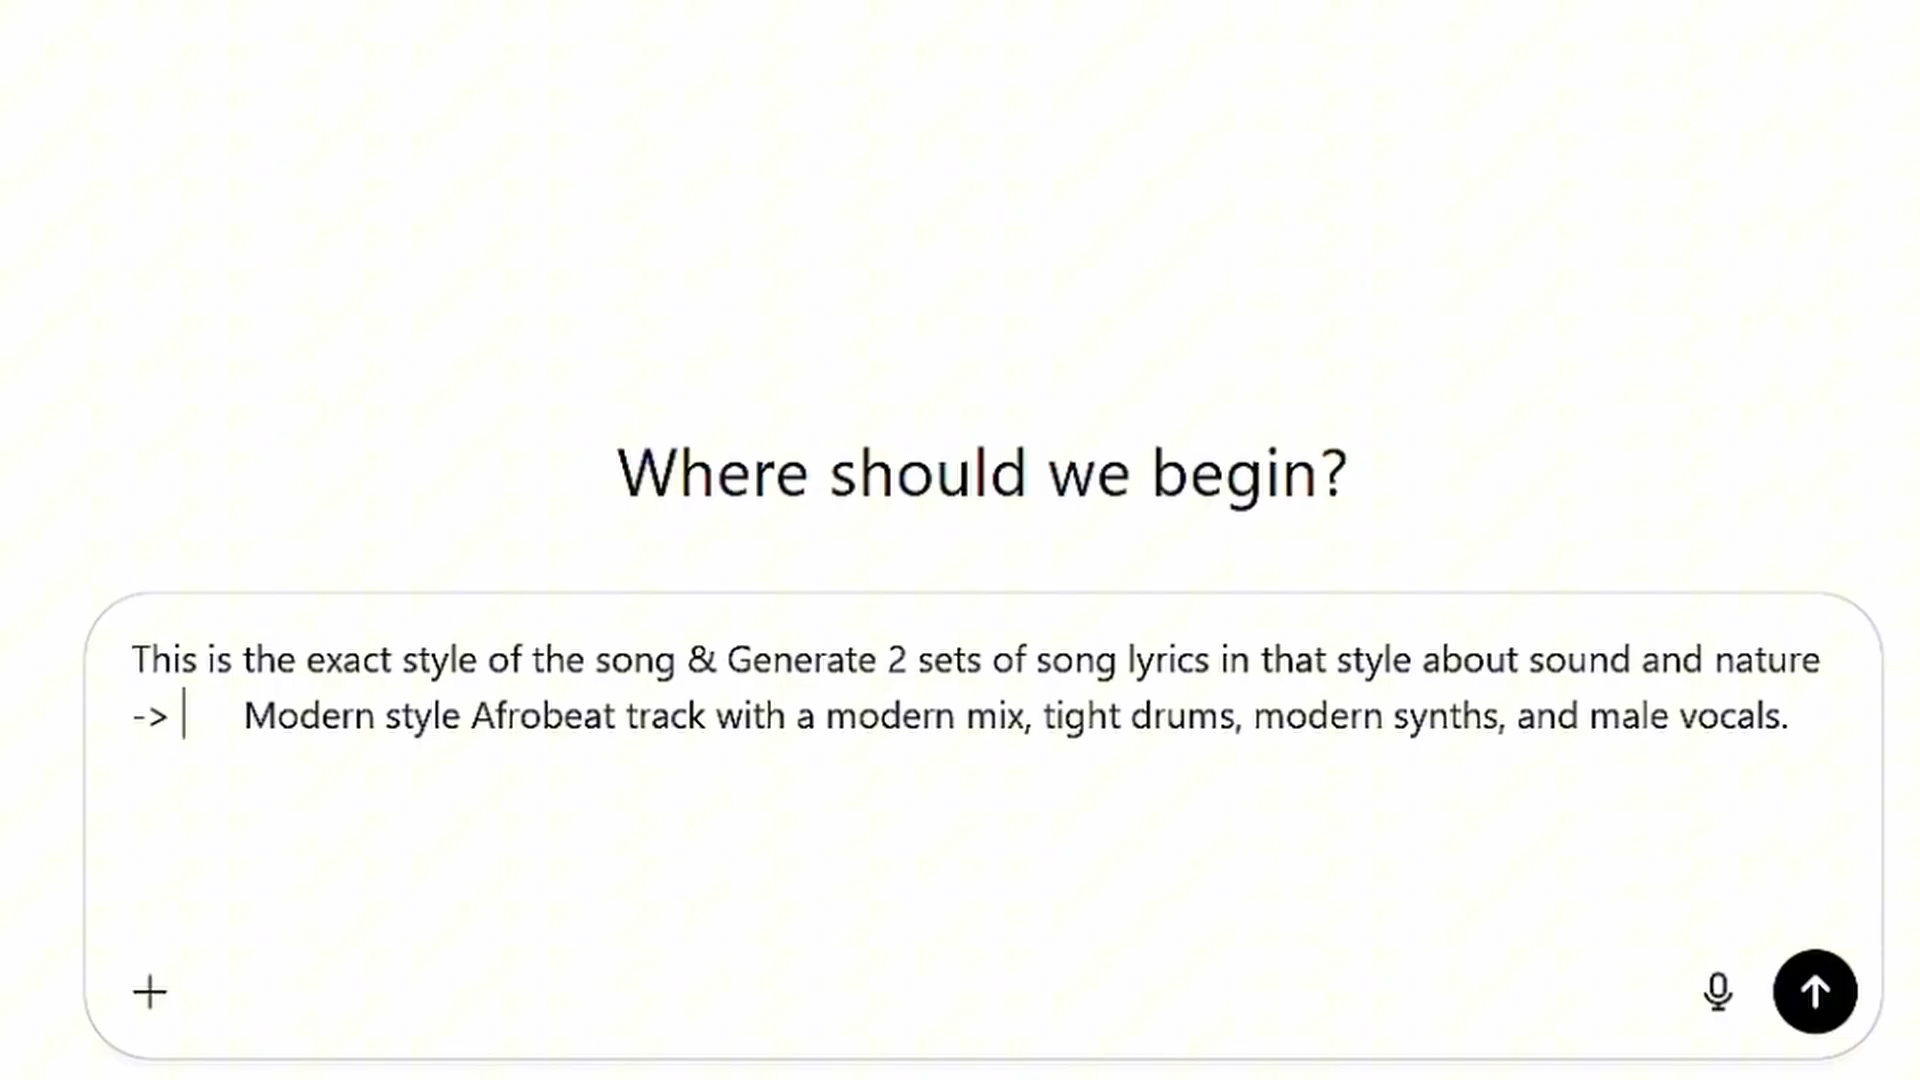 Where should we begin?
This is the exact style of the song & Generate 2 sets of song lyrics in that style about sound and nature
-> Modern style Afrobeat track with a modern mix, tight drums, modern synths, and male vocals.